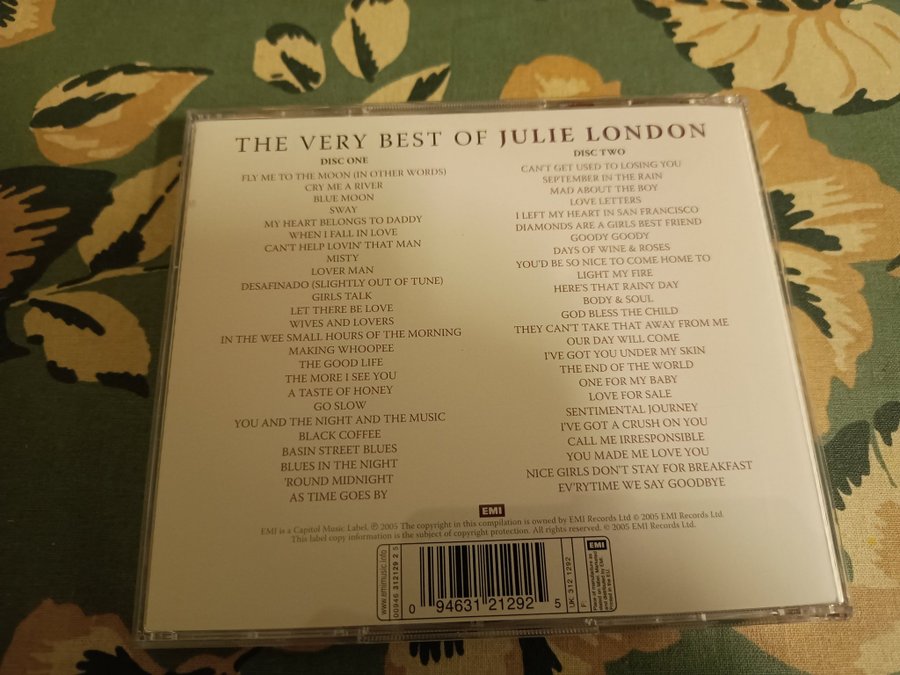 THE VERY BEST OF JULIE LONDON
DISC ONE
FLY ME TO THE MOON (IN OTHER WORDS)
CRY ME A RIVER
BLUE MOON
SWAY
MY HEART BELONGS TO DADDY
WHEN I FALL IN LOVE
CAN'T HELP LOVIN' THAT MAN
MISTY
LOVER MAN
DESAFINADO (SLIGHTLY OUT OF TUNE)
GIRLS TALK
LET THERE BE LOVE
WIVES AND LOVERS
IN THE WEE SMALL HOURS OF THE MORNING
MAKING WHOOPEE
THE GOOD LIFE
THE MORE I SEE YOU
A TASTE OF HONEY
GO SLOW
YOU AND THE NIGHT AND THE MUSIC
BLACK COFFEE
BASIN STREET BLUES
BLUES IN THE NIGHT
'ROUND MIDNIGHT
AS TIME GOES BY
DISC TWO
CAN'T GET USED TO LOSING YOU
SEPTEMBER IN THE RAIN
MAD ABOUT THE BOY
LOVE LETTERS
I LEFT MY HEART IN SAN FRANCISCO
DIAMONDS ARE A GIRLS BEST FRIEND
GOODY GOODY
DAYS OF WINE & ROSES
YOU'D BE SO NICE TO COME HOME TO
LIGHT MY FIRE
HERE'S THAT RAINY DAY
BODY & SOUL
GOD BLESS THE CHILD
THEY CAN'T TAKE THAT AWAY FROM ME
OUR DAY WILL COME
I'VE GOT YOU UNDER MY SKIN
THE END OF THE WORLD
ONE FOR MY BABY
LOVE FOR SALE
SENTIMENTAL JOURNEY
I'VE GOT A CRUSH ON YOU
CALL ME IRRESPONSIBLE
YOU MADE ME LOVE YOU
NICE GIRLS DON'T STAY FOR BREAKFAST
EV'RYTIME WE SAY GOODBYE
EMI
EMI is a Capitol Music Label. ℗ 2005 The copyright in this compilation is owned by EMI Records Ltd © 2005 EMI Records Ltd.
This label copy information is the subject of copyright protection. All rights reserved. © 2005 EMI Records Ltd.
www.emimusic.info
00946 312129 2 5
0 94631 21292 5
UK: 312 1292
F
EMI